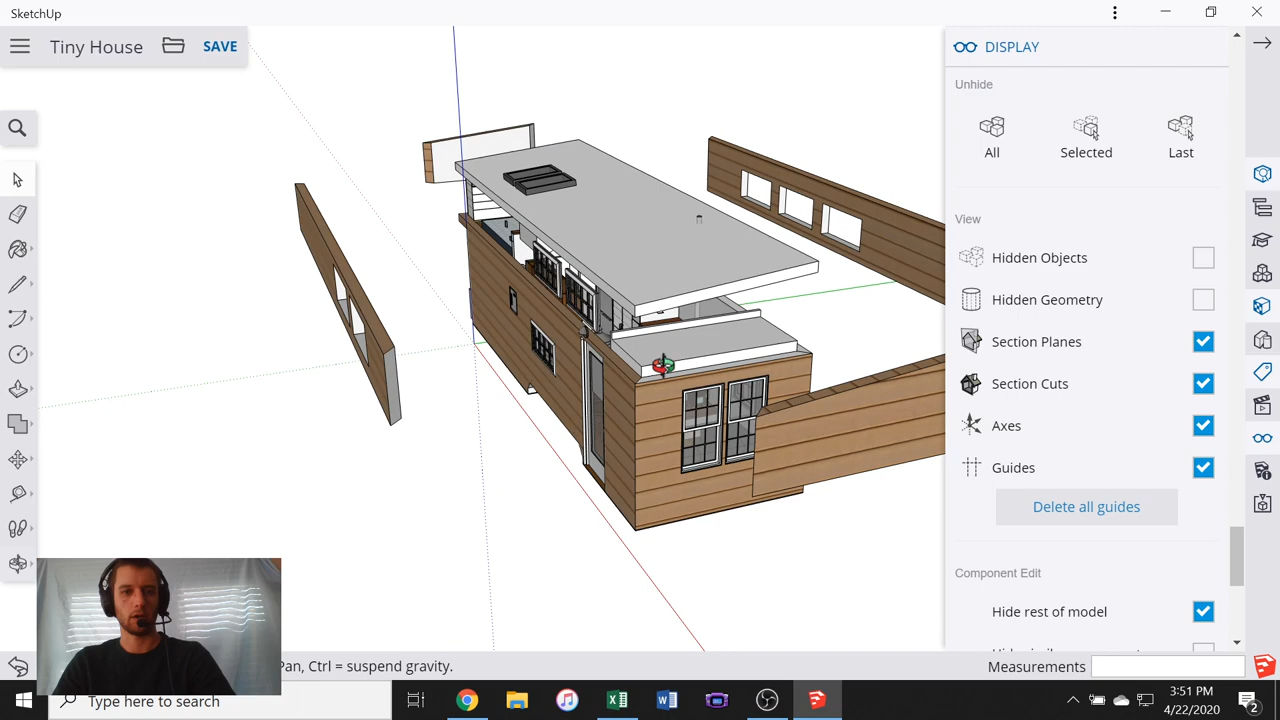 SketchUp
Tiny House
SAVE
DISPLAY
Unhide
All
Selected
Last
View
Hidden Objects
Hidden Geometry
Section Planes
Section Cuts
Axes
Guides
Delete all guides
Component Edit
Hide rest of model
Pan, Ctrl = suspend gravity.
Measurements
Type here to search
3:51 PM
4/22/2020
2